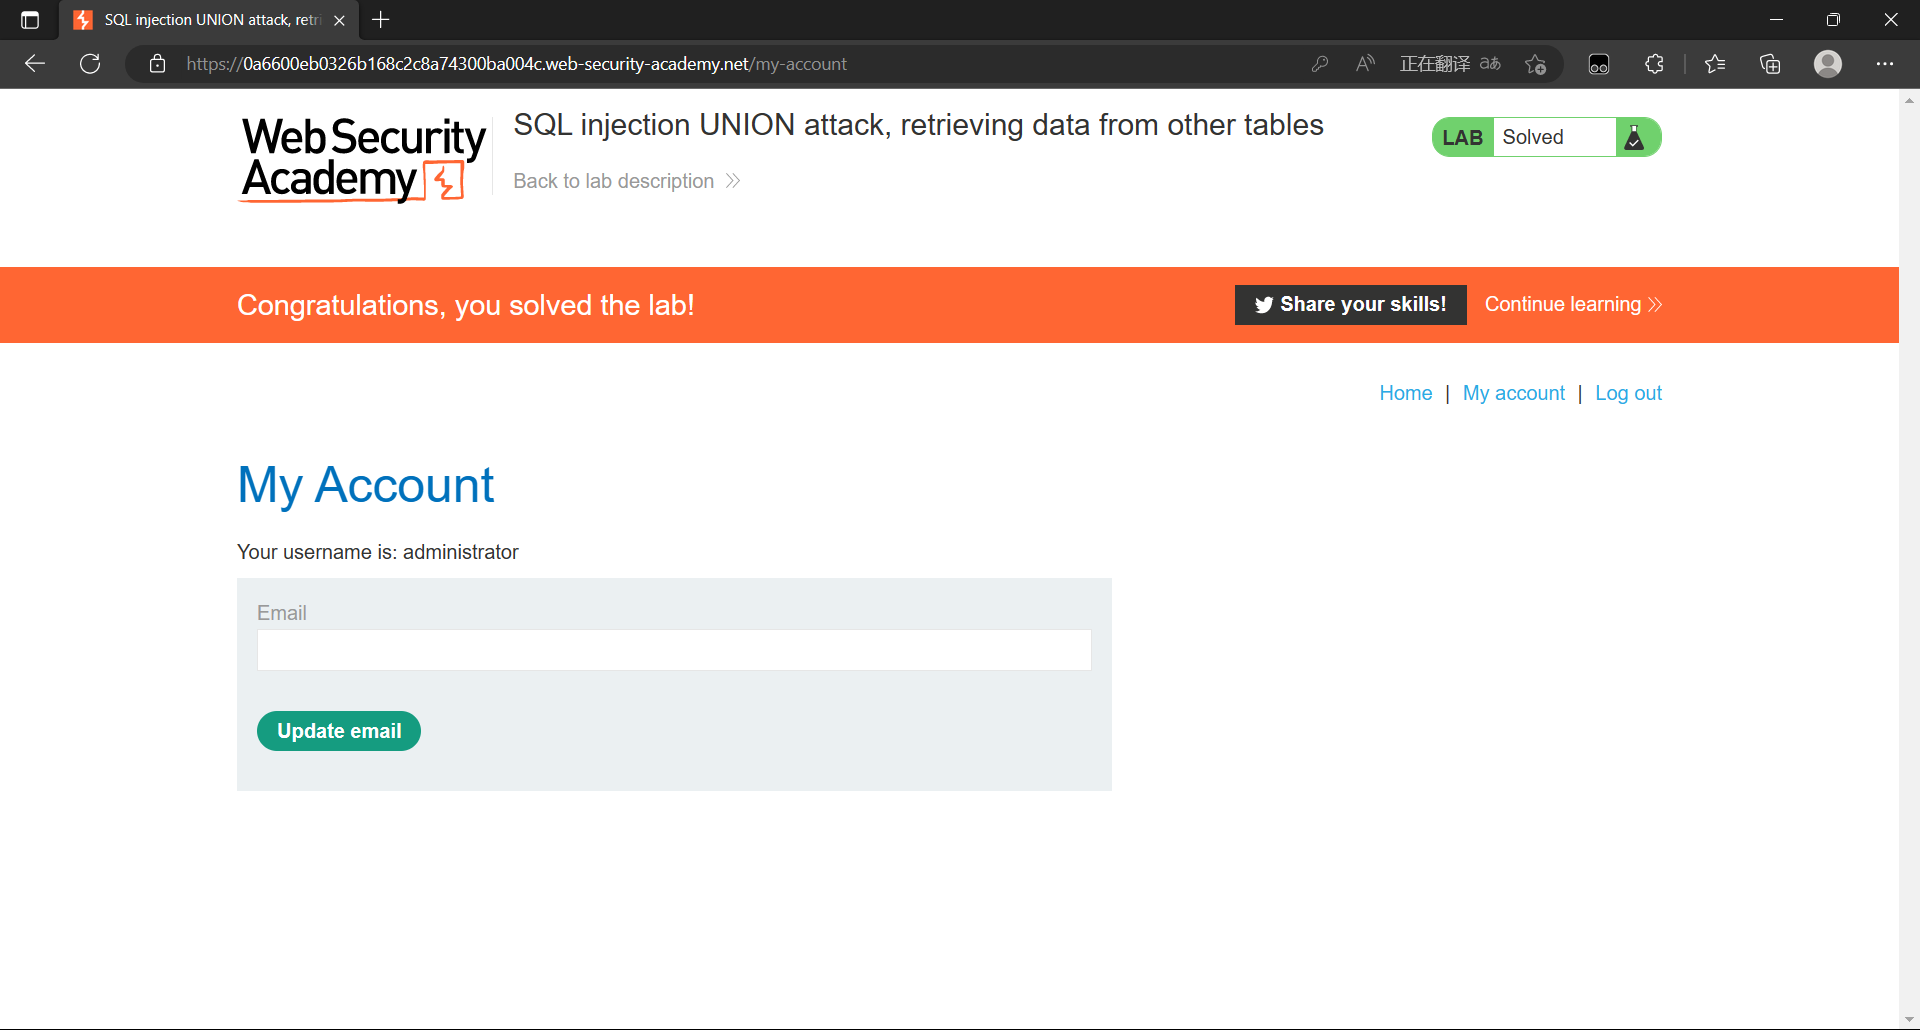 SQL injection UNION attack, retri
https://0a6600eb0326b168c2c8a74300ba004c.web-security-academy.net/my-account
正在翻译
Web Security
Academy
SQL injection UNION attack, retrieving data from other tables
Back to lab description
LAB Solved
Congratulations, you solved the lab!
Share your skills!
Continue learning
Home | My account | Log out
My Account
Your username is: administrator
Email
Update email